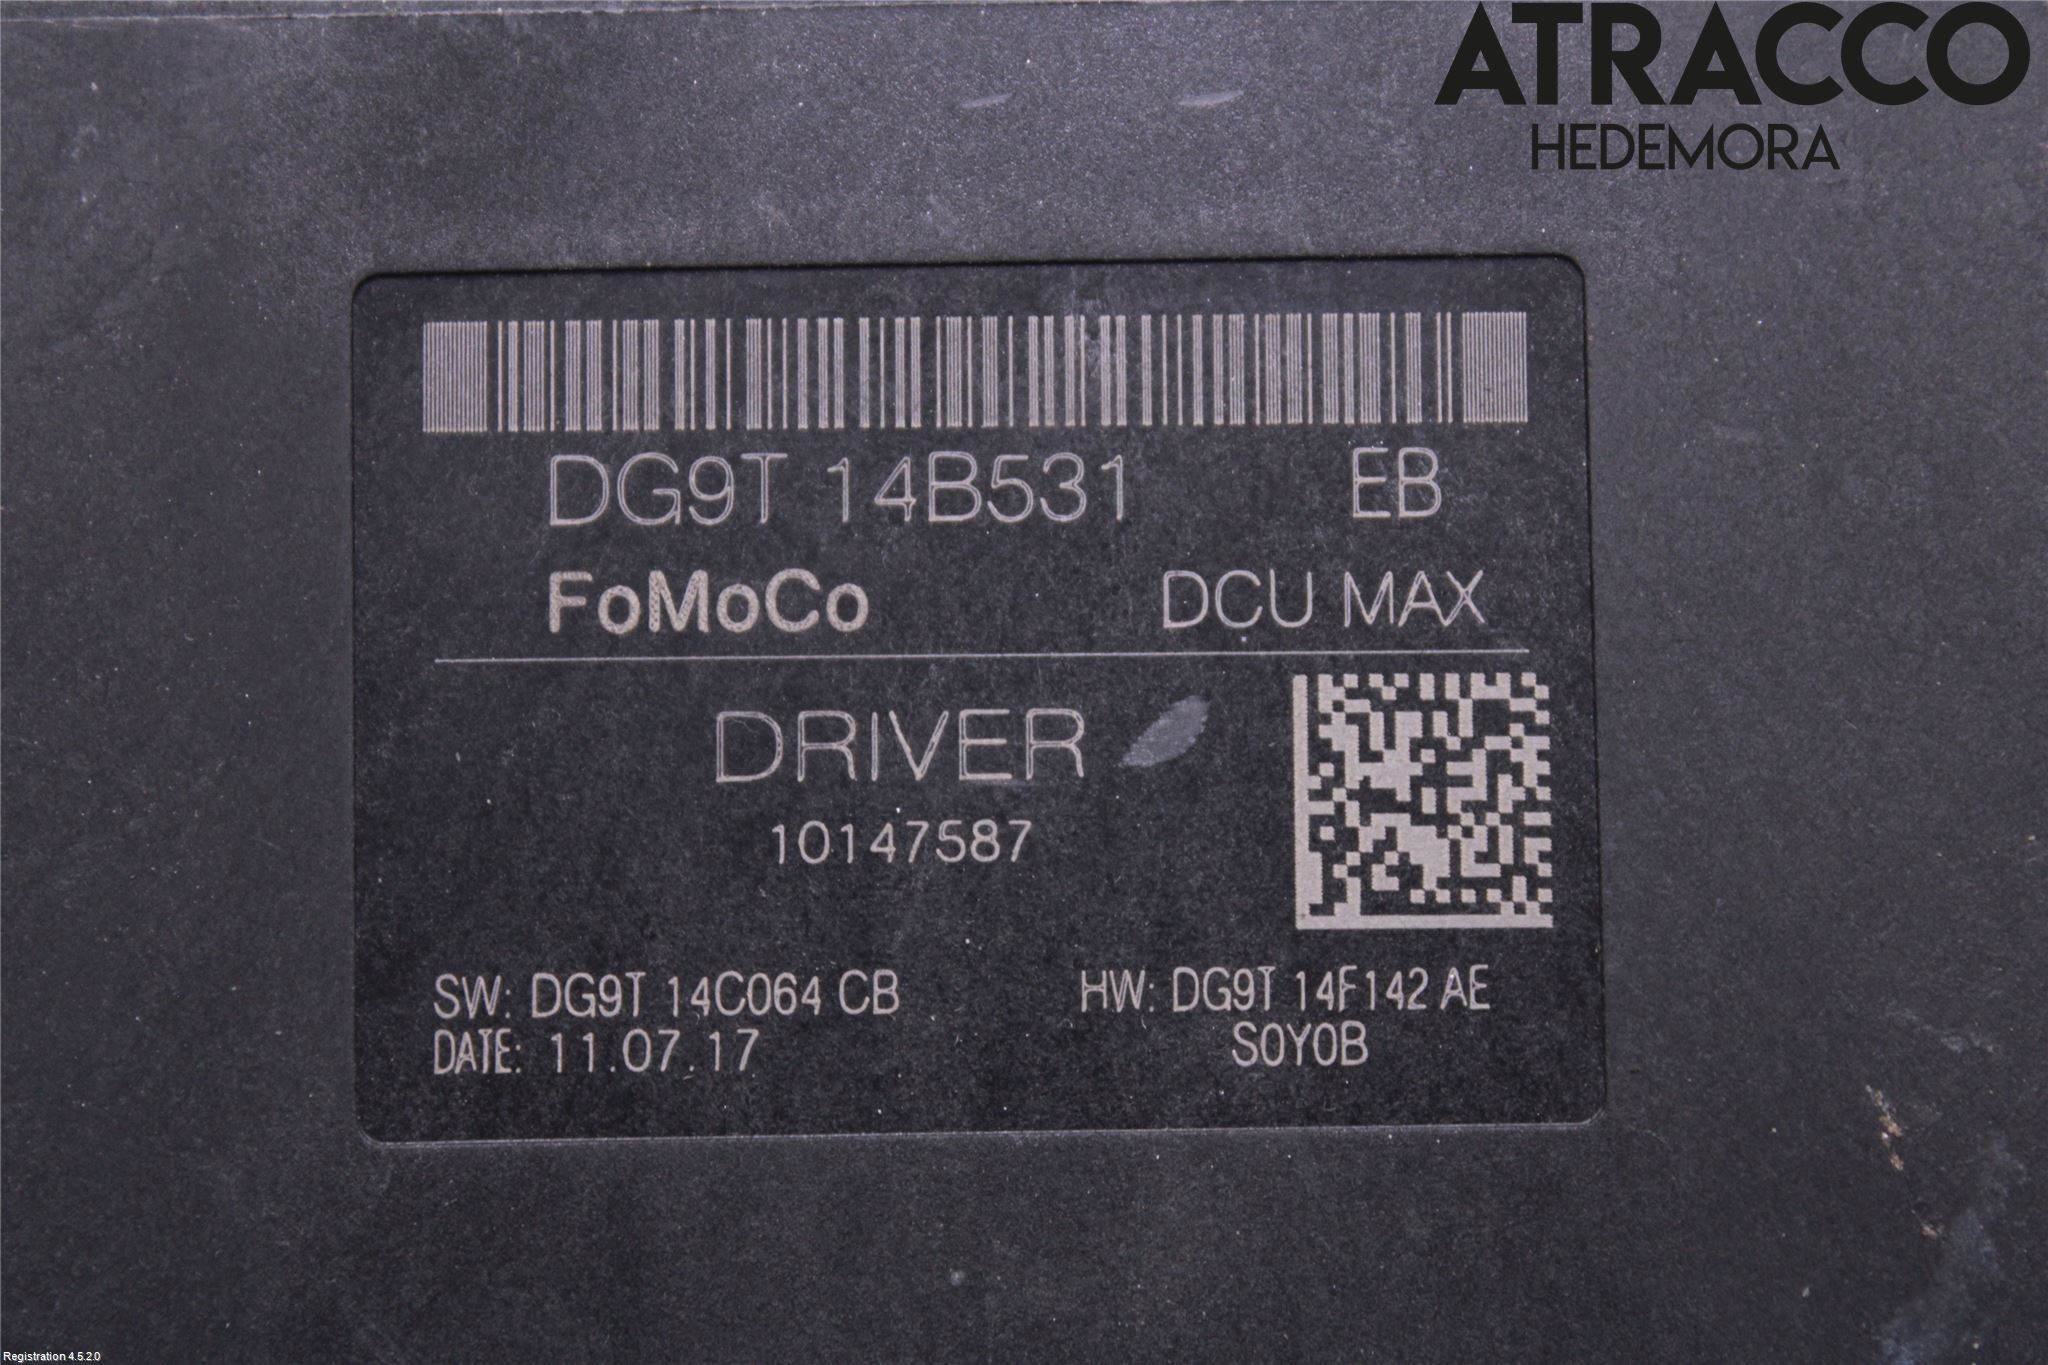 ATRACCO
HEDEMORA
DG9T 14B531 EB
FoMoCo DCU MAX
DRIVER
10147587
SW: DG9T 14C064 CB HW: DG9T 14F142 AE
DATE: 11.07.17 S0Y0B
Registration 4.5.2.0